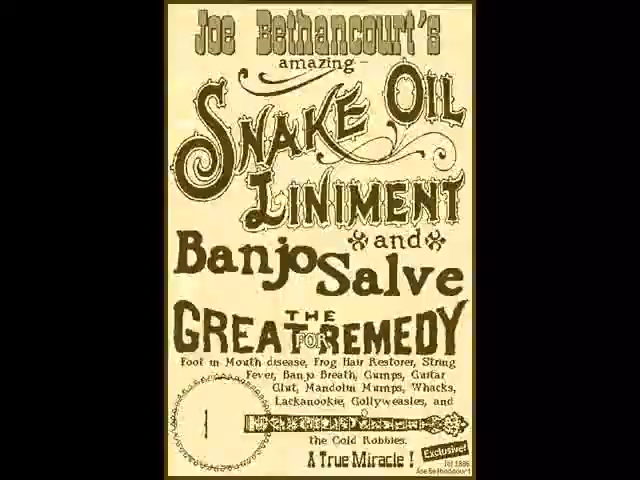 Joe Bethancourt's
amazing-
SNAKE OIL
LINIMENT
and
Banjo Salve
THE
GREAT FOR REMEDY
Foot in Mouth disease, Frog Hair Restorer, String
Fever, Banjo Breath, Gumps, Guitar
Glut, Mandolin Mumps, Whacks,
Lackanookie, Gollyweasles, and
the Cold Robbies.
A True Miracle !
Exclusive!
Joe Bethancourt